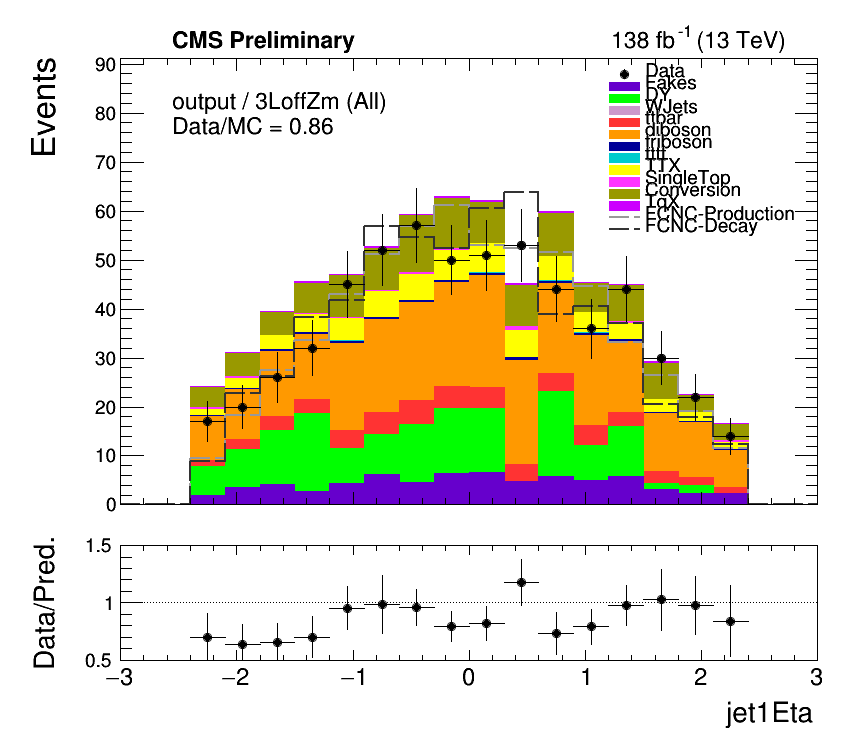 CMS Preliminary
138 fb-1 (13 TeV)
Events
output / 3LoffZm (All)
Data/MC = 0.86
Data
Fakes
DY
WJets
ttbar
diboson
triboson
tttt
TTX
SingleTop
Conversion
TqX
FCNC-Production
FCNC-Decay
90
80
70
60
50
40
30
20
10
0
Data/Pred.
1.5
1
0.5
−3 −2 −1 0 1 2 3
jet1Eta